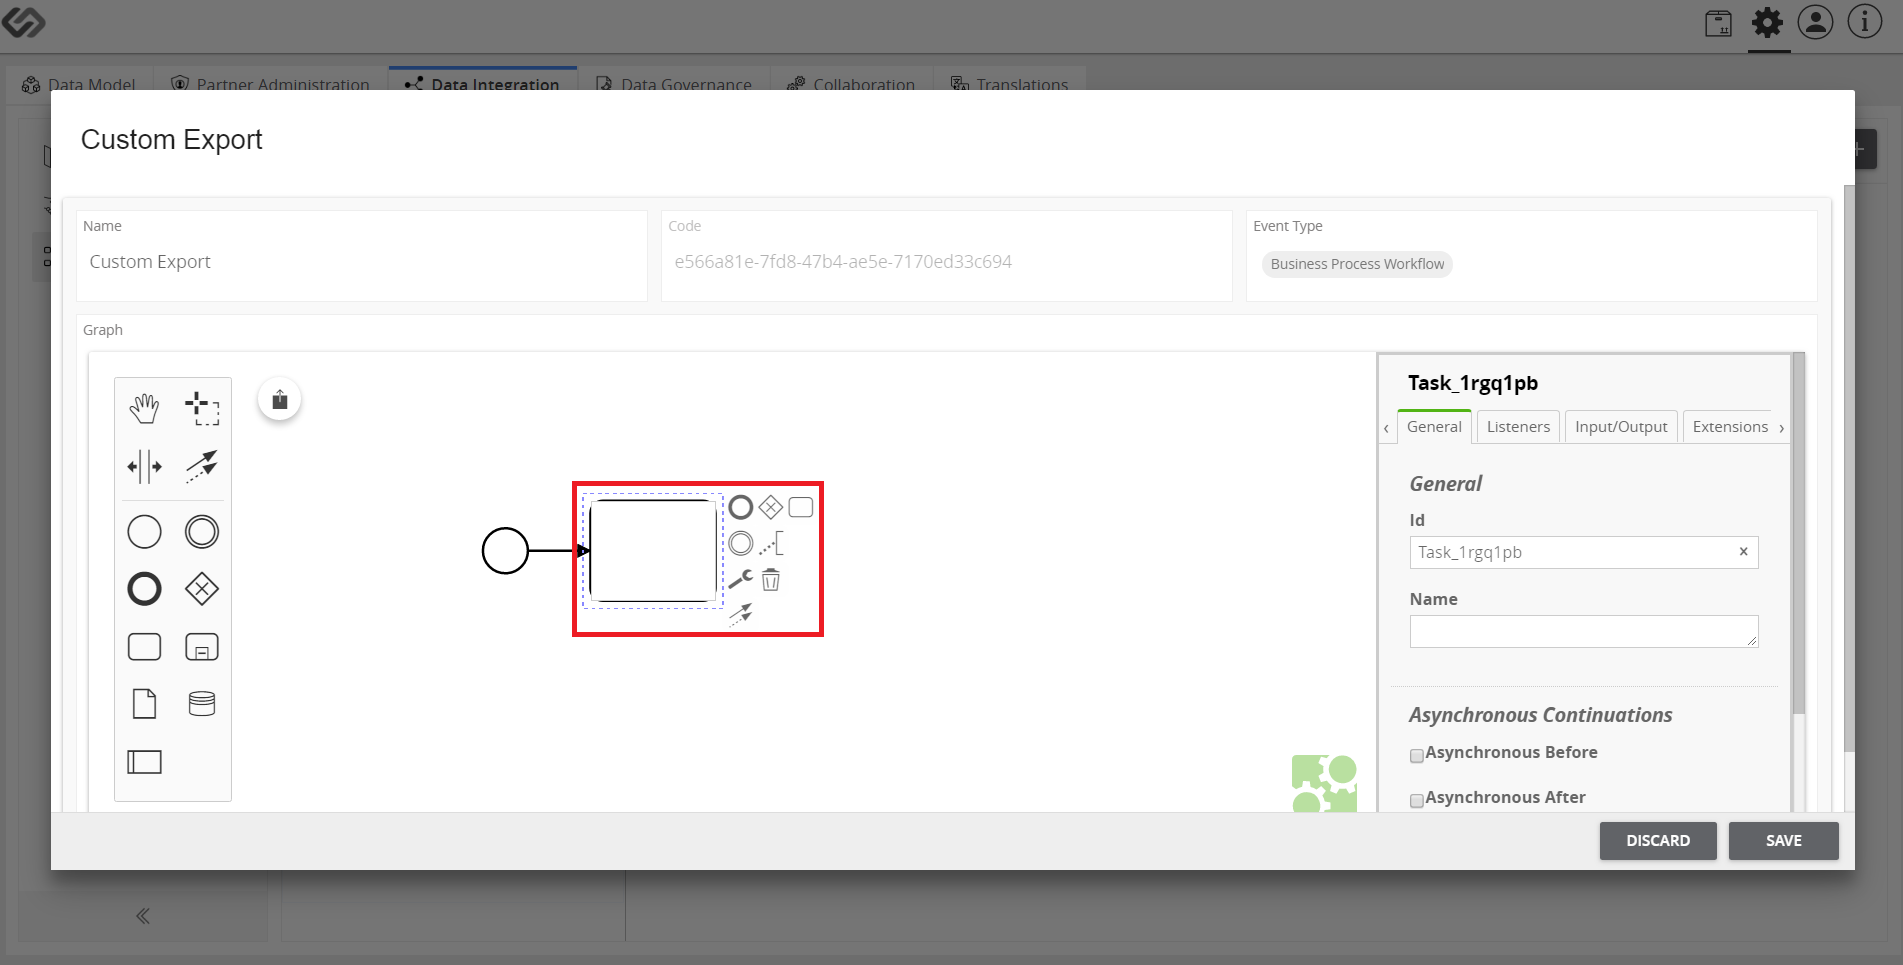 Data Model
Partner Administration
Data Integration
Data Governance
Collaboration
Translations
Custom Export
Name
Custom Export
Code
e566a81e-7fd8-47b4-ae5e-7170ed33c694
Event Type
Business Process Workflow
Graph
Task_1rgq1pb
General
Listeners
Input/Output
Extensions
General
Id
Task_1rgq1pb
Name
Asynchronous Continuations
Asynchronous Before
Asynchronous After
DISCARD
SAVE